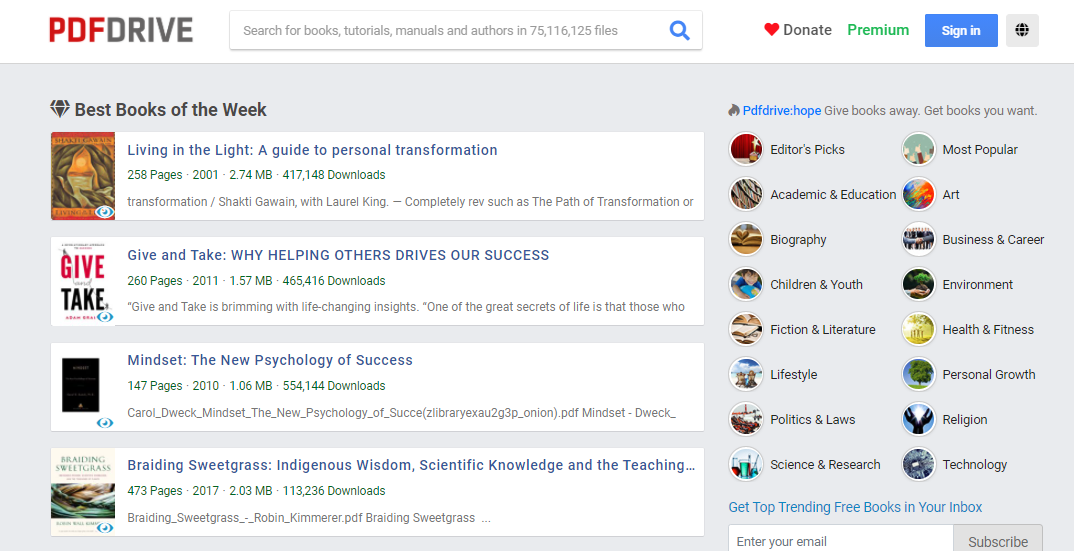 PDFDRIVE
Search for books, tutorials, manuals and authors in 75,116,125 files
Donate
Premium
Sign in
Best Books of the Week
SHAKTI GAWAIN
Living in the Light: A guide to personal transformation
258 Pages · 2001 · 2.74 MB · 417,148 Downloads
transformation / Shakti Gawain, with Laurel King. — Completely rev such as The Path of Transformation or
GIVE
and
TAKE
Give and Take: WHY HELPING OTHERS DRIVES OUR SUCCESS
260 Pages · 2011 · 1.57 MB · 465,416 Downloads
“Give and Take is brimming with life-changing insights. “One of the great secrets of life is that those who
MINDSET
Mindset: The New Psychology of Success
147 Pages · 2010 · 1.06 MB · 554,144 Downloads
Carol_Dweck_Mindset_The_New_Psychology_of_Succe(zlibraryexau2g3p_onion).pdf Mindset - Dweck_
BRAIDING
SWEETGRASS
Braiding Sweetgrass: Indigenous Wisdom, Scientific Knowledge and the Teaching...
473 Pages · 2017 · 2.03 MB · 113,236 Downloads
Braiding_Sweetgrass_-_Robin_Kimmerer.pdf Braiding Sweetgrass ...
Pdfdrive:hope Give books away. Get books you want.
Editor's Picks
Most Popular
Academic & Education
Art
Biography
Business & Career
Children & Youth
Environment
Fiction & Literature
Health & Fitness
Lifestyle
Personal Growth
Politics & Laws
Religion
Science & Research
Technology
Get Top Trending Free Books in Your Inbox
Enter your email
Subscribe